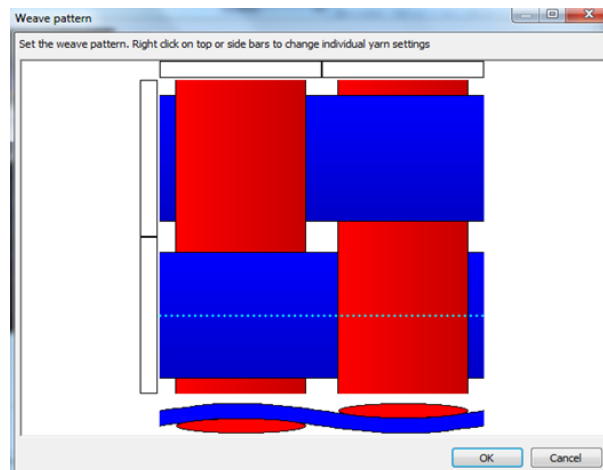 Weave pattern
Set the weave pattern. Right click on top or side bars to change individual yarn settings
OK
Cancel